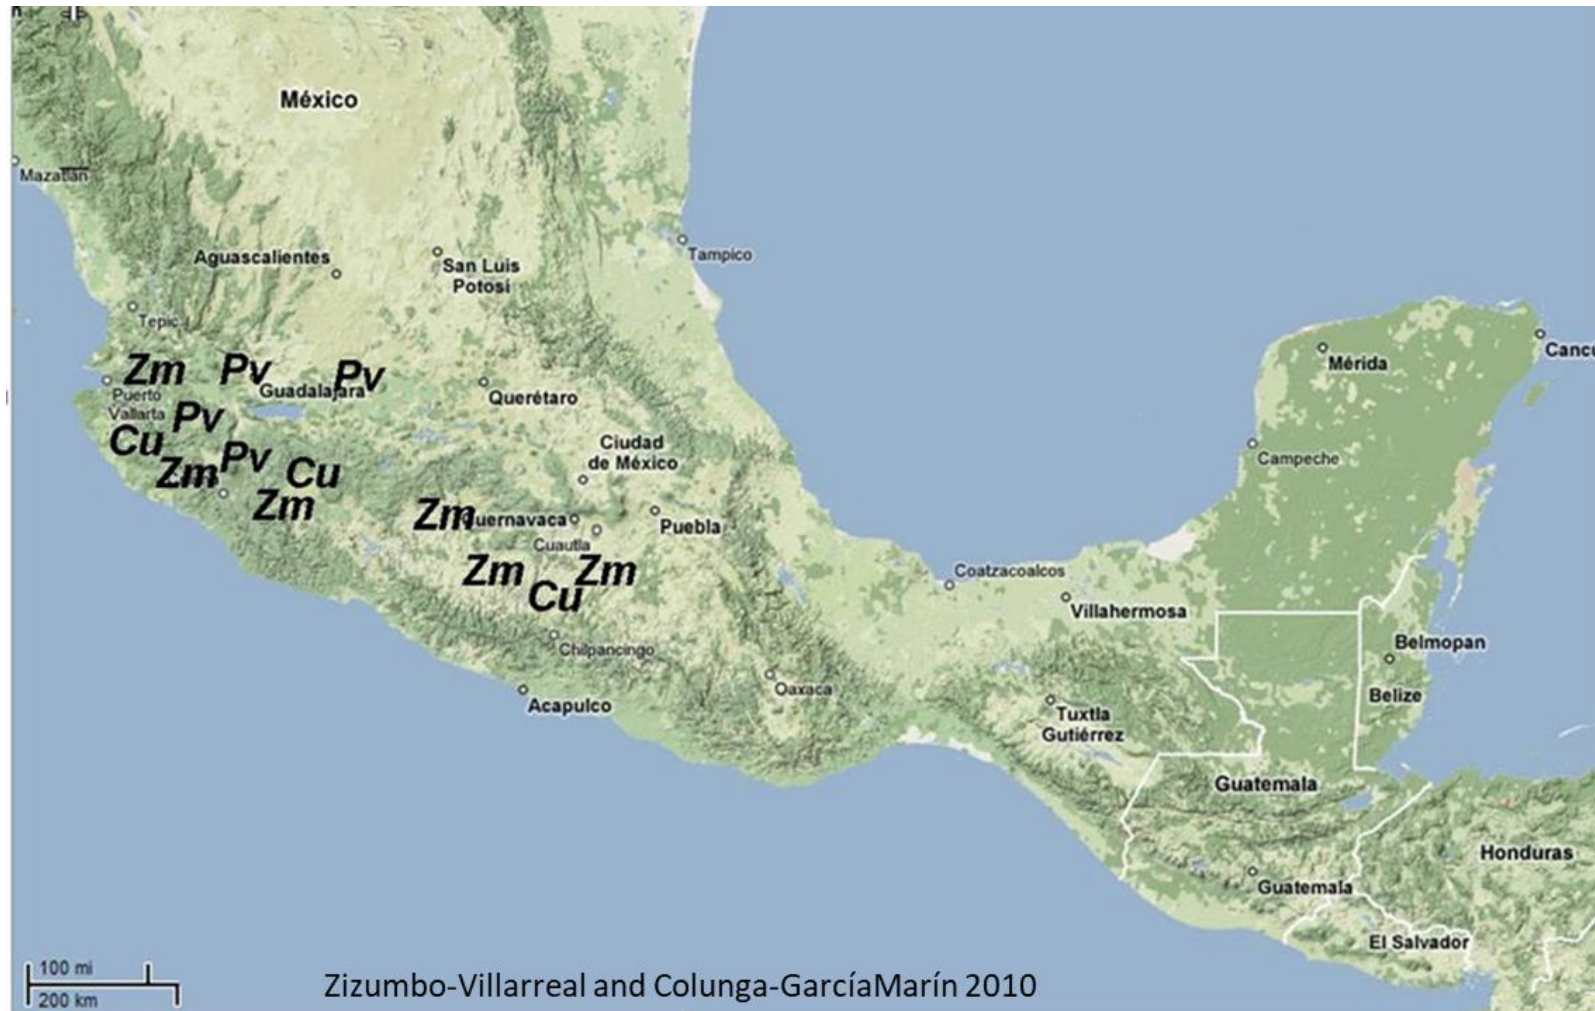 México
Mazatlán
Aguascalientes
San Luis
Potosí
Tampico
Tepic
Zm
Pv
Pv
Guadalajara
Puerto
Vallarta
Pv
Querétaro
Cu
Zm
Pv
Cu
Zm
Ciudad
de México
Zm
uernavaca
Puebla
Cuautla
Zm
Zm
Cu
Chilpancingo
Acapulco
Oaxaca
Mérida
Campeche
Coatzacoalcos
Villahermosa
Tuxtla
Gutiérrez
Belmopan
Belize
Guatemala
Honduras
Guatemala
El Salvador
100 mi
200 km
Zizumbo-Villarreal and Colunga-GarcíaMarín 2010